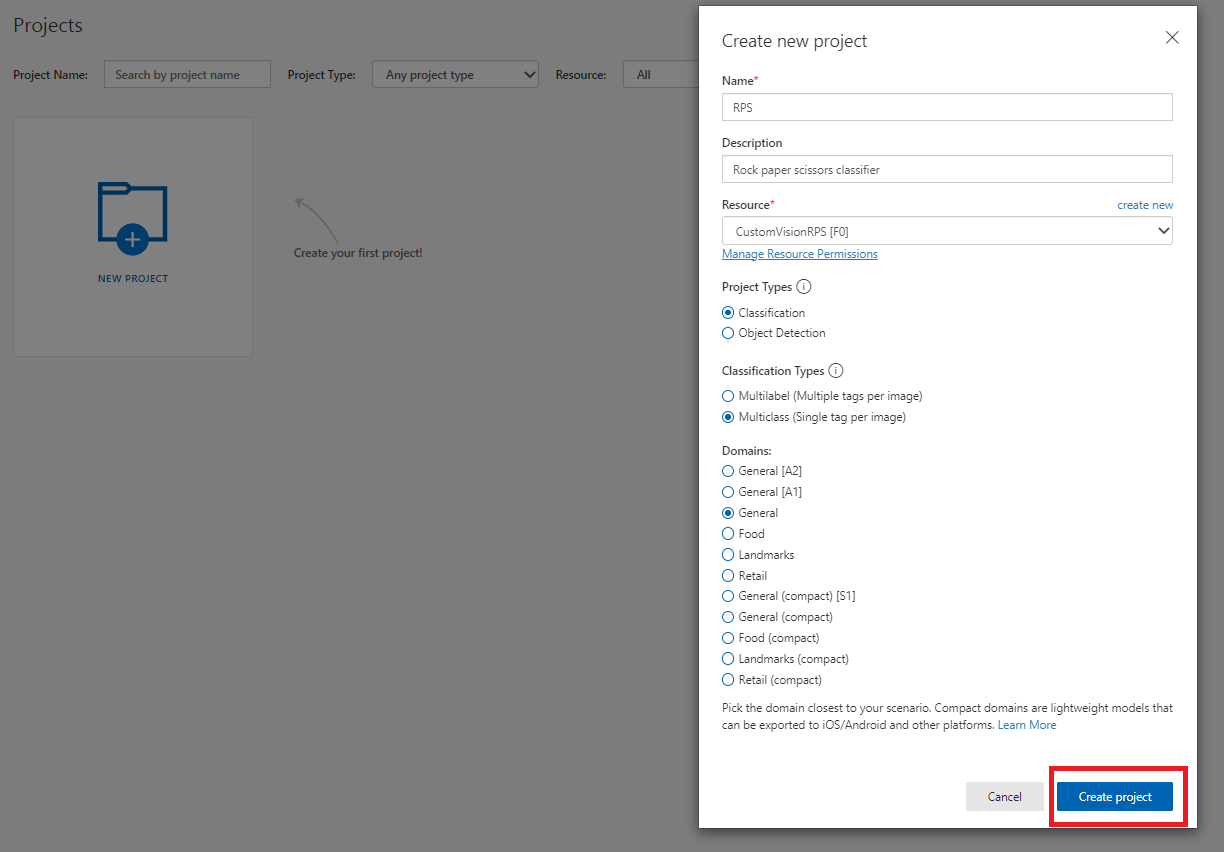 Projects
Project Name:
Search by project name
Project Type:
Any project type
Resource:
All
NEW PROJECT
Create your first project!
Create new project
Name*
RPS
Description
Rock paper scissors classifier
Resource*
create new
CustomVisionRPS [F0]
Manage Resource Permissions
Project Types i
Classification
Object Detection
Classification Types i
Multilabel (Multiple tags per image)
Multiclass (Single tag per image)
Domains:
General [A2]
General [A1]
General
Food
Landmarks
Retail
General (compact) [S1]
General (compact)
Food (compact)
Landmarks (compact)
Retail (compact)
Pick the domain closest to your scenario. Compact domains are lightweight models that
can be exported to iOS/Android and other platforms. Learn More
Cancel
Create project